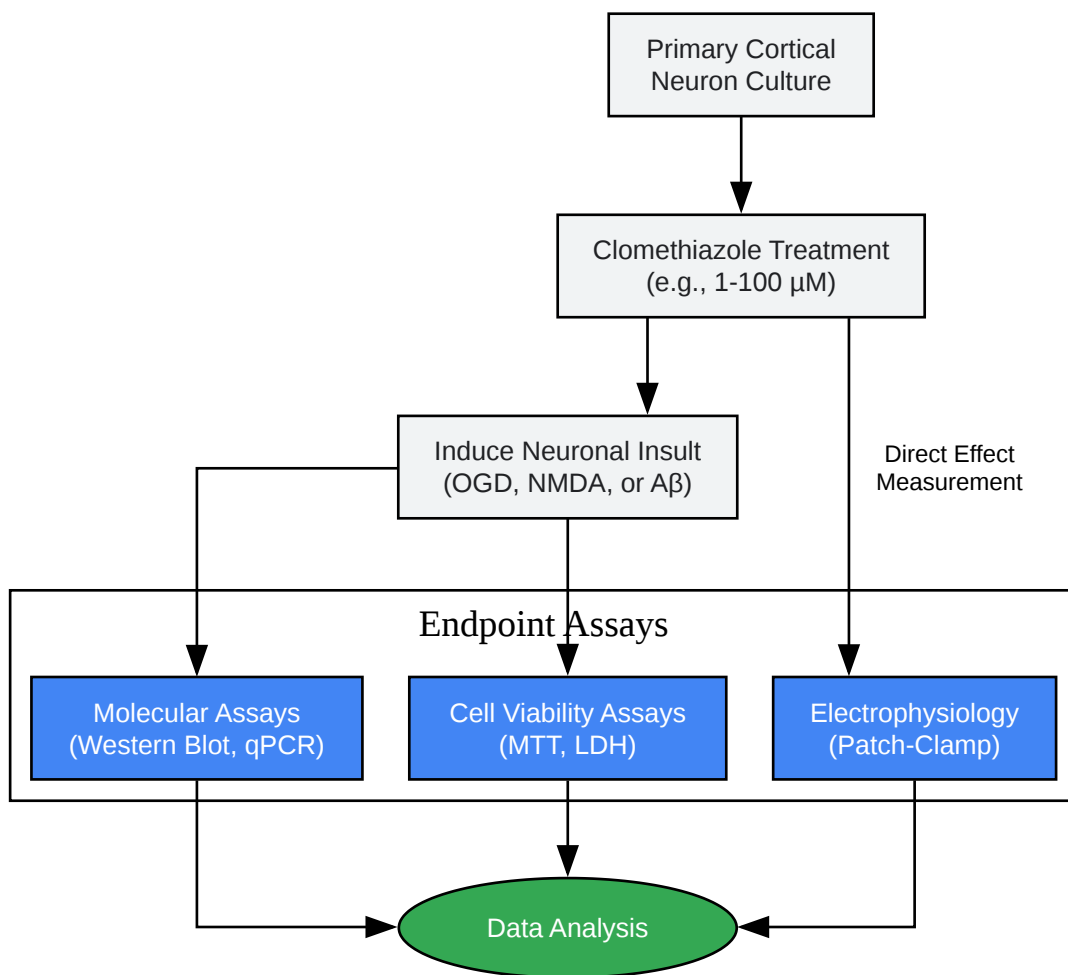 Primary Cortical
Neuron Culture
Clomethiazole Treatment
(e.g., 1-100 µM)
Induce Neuronal Insult
(OGD, NMDA, or Aβ)
Direct Effect
Measurement
Endpoint Assays
Molecular Assays
(Western Blot, qPCR)
Cell Viability Assays
(MTT, LDH)
Electrophysiology
(Patch-Clamp)
Data Analysis